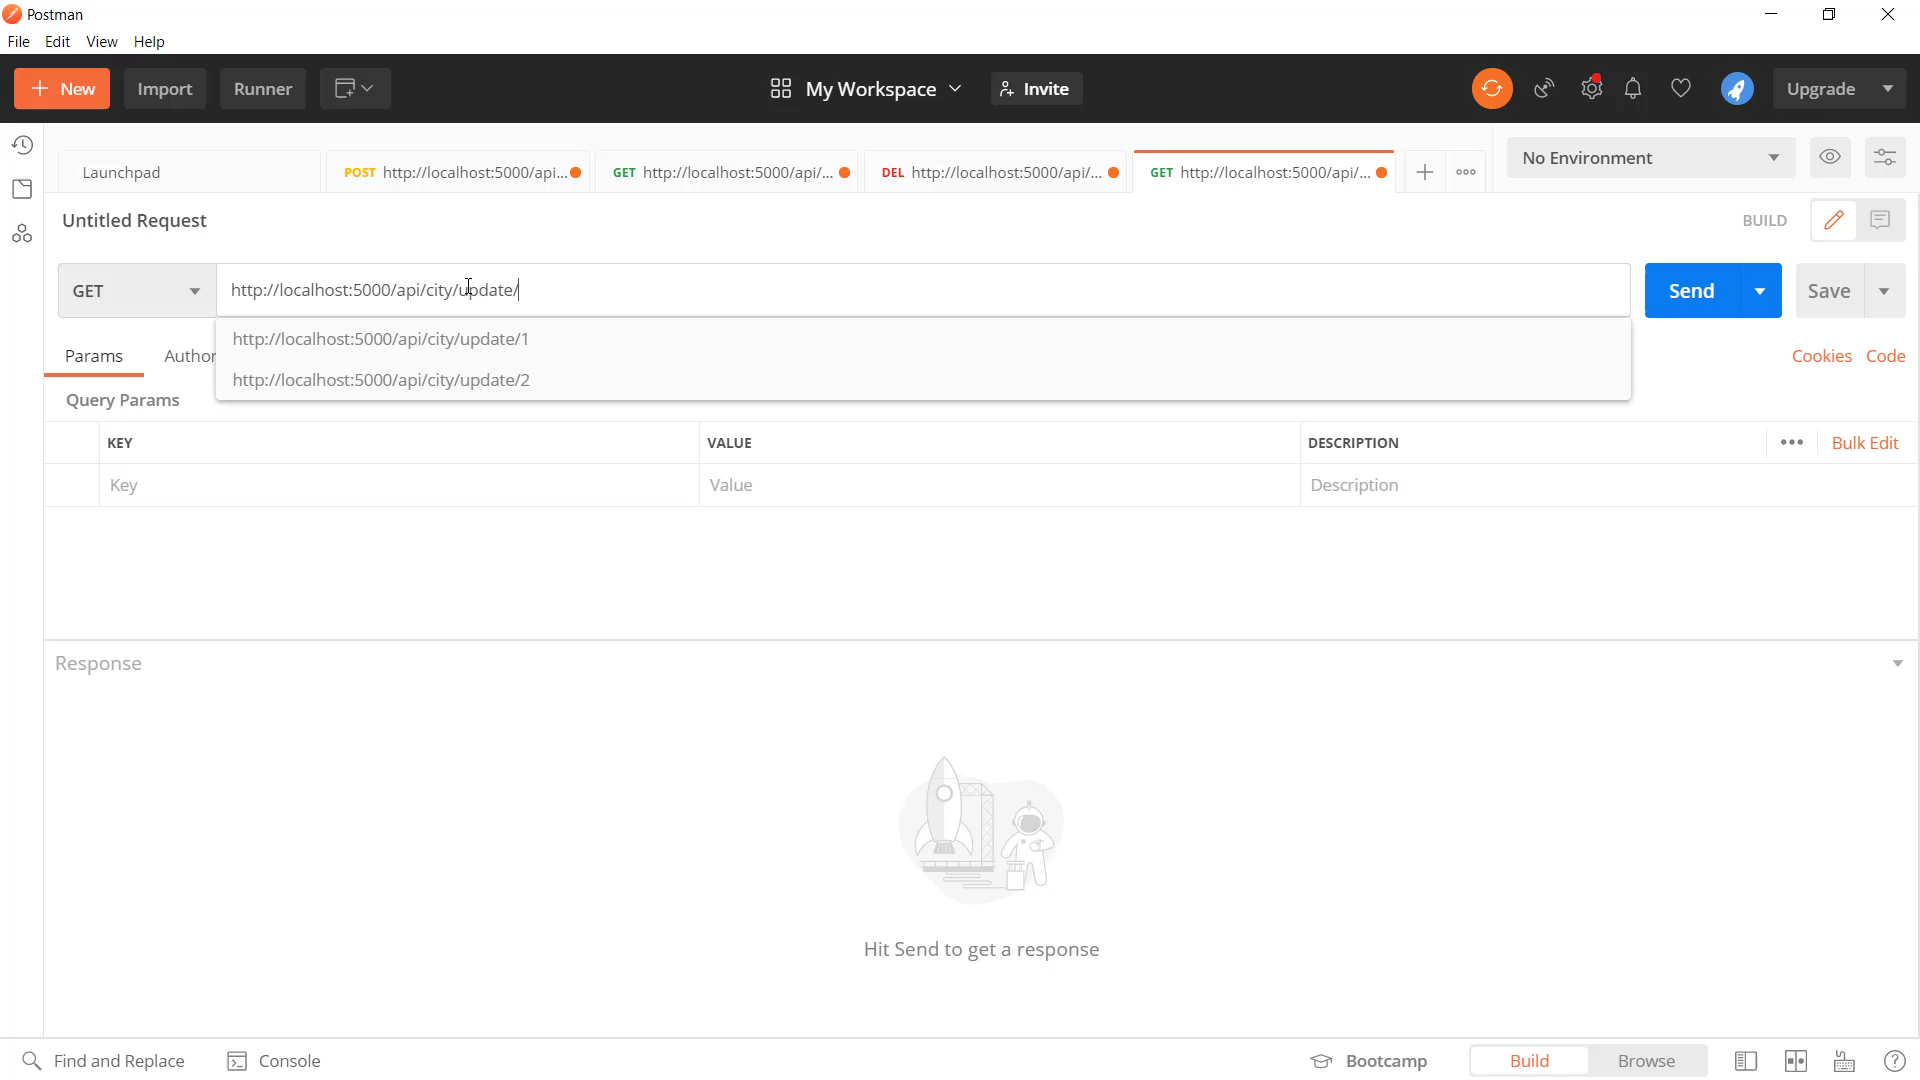 Postman
File Edit View Help
New Import Runner My Workspace Invite Upgrade
Launchpad POST http://localhost:5000/api... GET http://localhost:5000/api/... DEL http://localhost:5000/api/... GET http://localhost:5000/api/... No Environment
Untitled Request BUILD
GET http://localhost:5000/api/city/update/ Send Save
http://localhost:5000/api/city/update/1
Params Author Cookies Code
http://localhost:5000/api/city/update/2
Query Params
KEY VALUE DESCRIPTION Bulk Edit
Key Value Description
Response
Hit Send to get a response
Find and Replace Console Bootcamp Build Browse